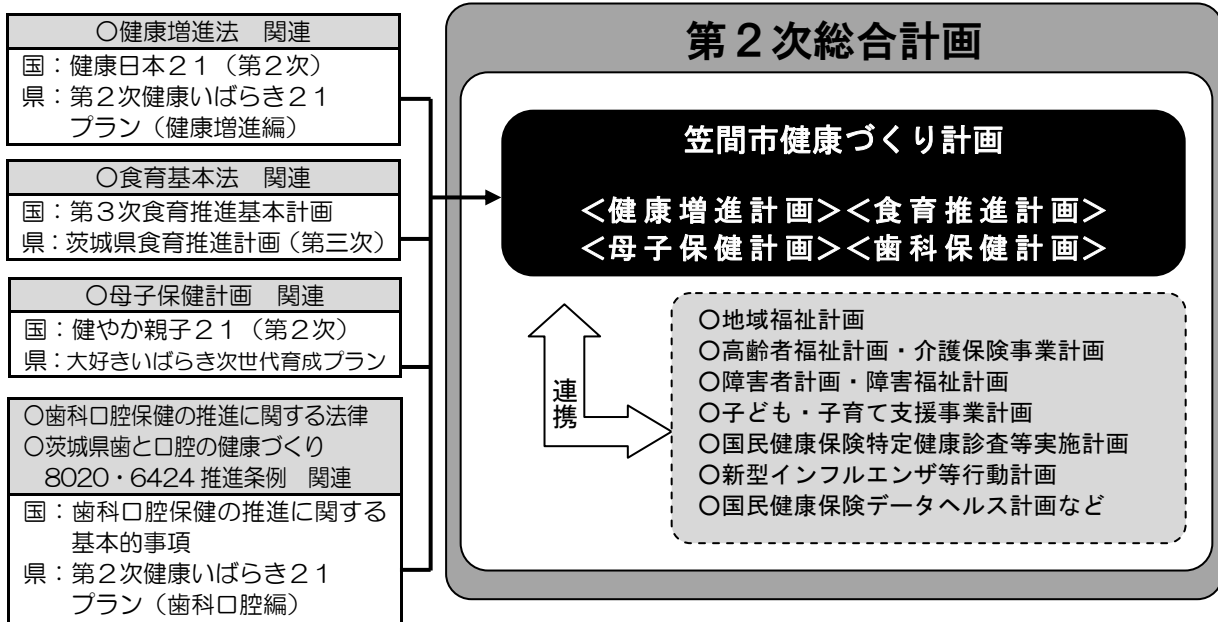 〇健康増進法　関連
国：健康日本２１（第２次）
県：第２次健康いばらき２１
プラン（健康増進編）
〇食育基本法　関連
国：第３次食育推進基本計画
県：茨城県食育推進計画（第三次）
〇母子保健計画　関連
国：健やか親子２１（第２次）
県：大好きいばらき次世代育成プラン
〇歯科口腔保健の推進に関する法律
〇茨城県歯と口腔の健康づくり
8020・6424推進条例　関連
国：歯科口腔保健の推進に関する
基本的事項
県：第２次健康いばらき２１
プラン（歯科口腔編）
第２次総合計画
笠間市健康づくり計画
＜健康増進計画＞＜食育推進計画＞
＜母子保健計画＞＜歯科保健計画＞
連携
〇地域福祉計画
〇高齢者福祉計画・介護保険事業計画
〇障害者計画・障害福祉計画
〇子ども・子育て支援事業計画
〇国民健康保険特定健康診査等実施計画
〇新型インフルエンザ等行動計画
〇国民健康保険データヘルス計画など